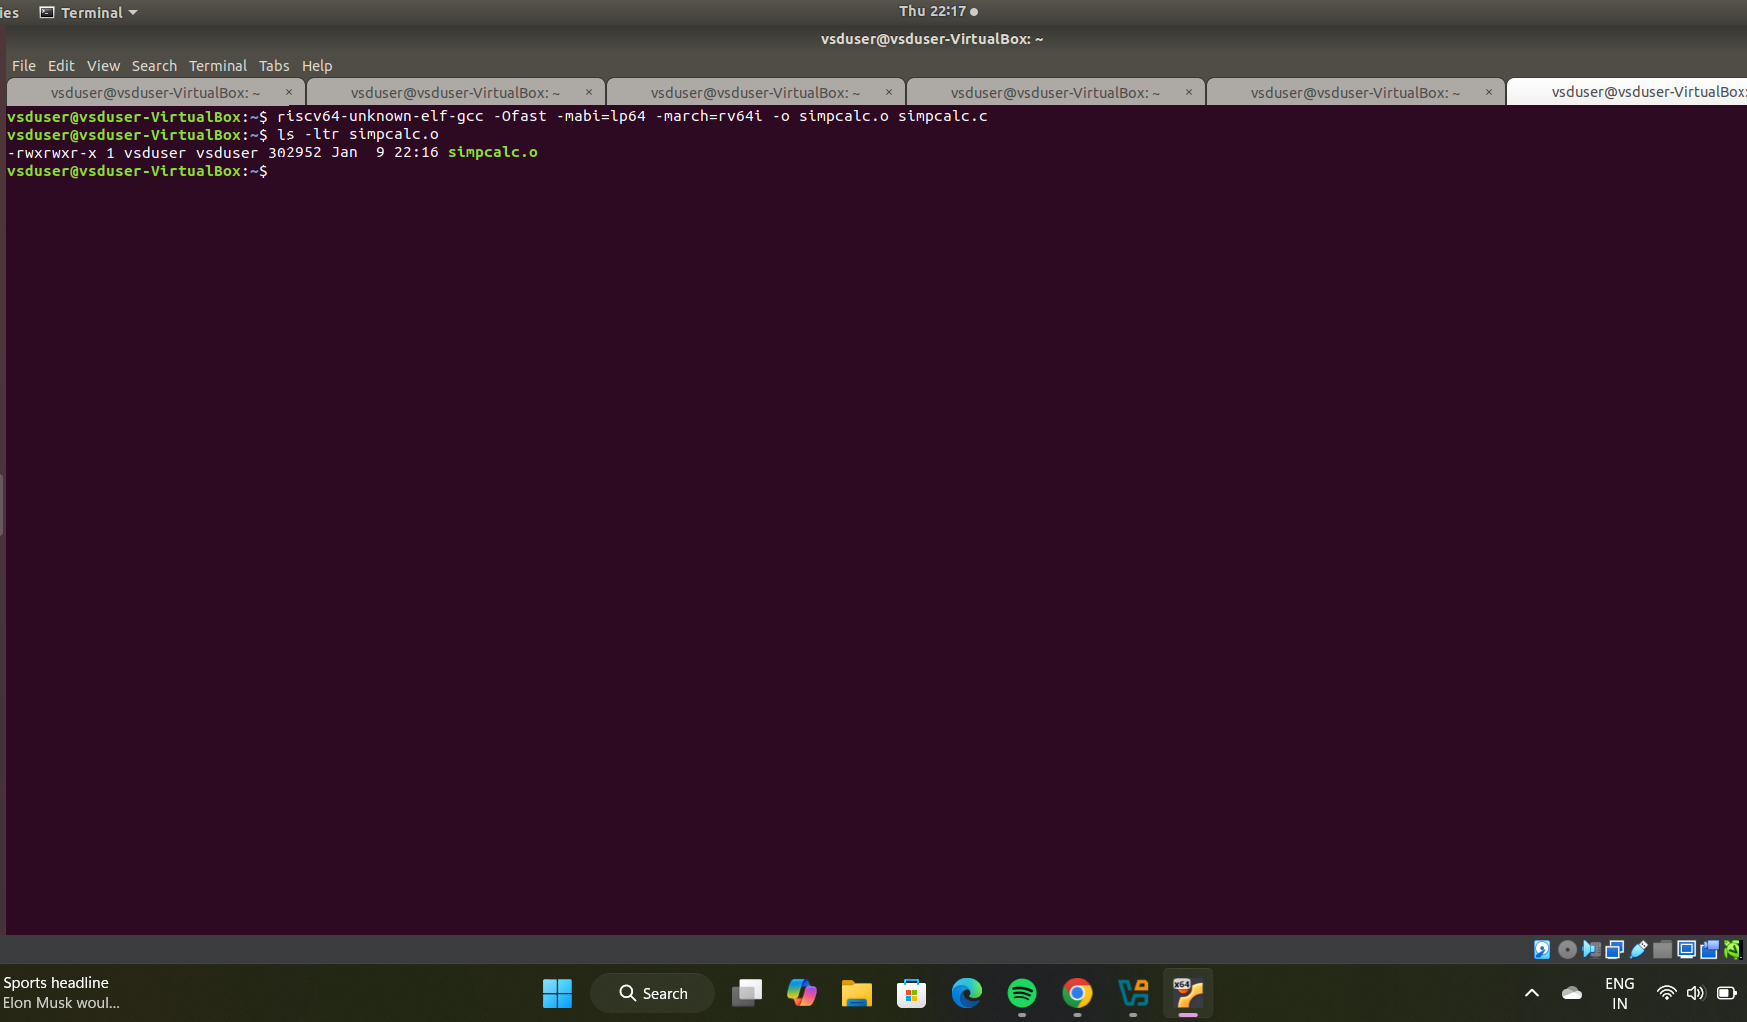 ies Terminal Thu 22:17
vsduser@vsduser-VirtualBox: ~
File Edit View Search Terminal Tabs Help
vsduser@vsduser-VirtualBox: ~ × vsduser@vsduser-VirtualBox: ~ × vsduser@vsduser-VirtualBox: ~ × vsduser@vsduser-VirtualBox: ~ × vsduser@vsduser-VirtualBox: ~ × vsduser@vsduser-VirtualBox:
vsduser@vsduser-VirtualBox:~$ riscv64-unknown-elf-gcc -Ofast -mabi=lp64 -march=rv64i -o simpcalc.o simpcalc.c
vsduser@vsduser-VirtualBox:~$ ls -ltr simpcalc.o
-rwxrwxr-x 1 vsduser vsduser 302952 Jan  9 22:16 simpcalc.o
vsduser@vsduser-VirtualBox:~$
Sports headline
Elon Musk woul...
Search
x64
ENG
IN